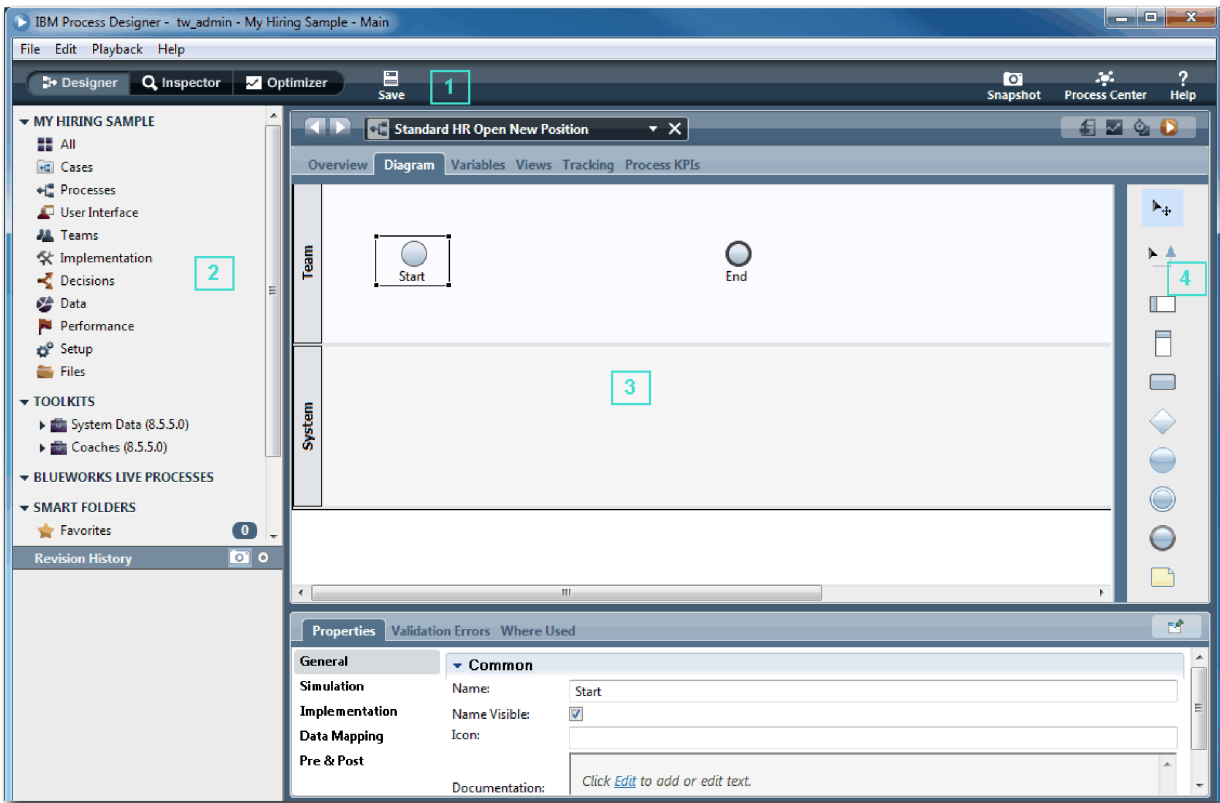 IBM Process Designer - tw_admin - My Hiring Sample - Main
File Edit Playback Help
Designer Inspector Optimizer Save 1 Snapshot Process Center Help
MY HIRING SAMPLE
All
Cases
Processes
User Interface
Teams
Implementation
Decisions
Data
Performance
Setup
Files
2
TOOLKITS
System Data (8.5.5.0)
Coaches (8.5.5.0)
BLUEWORKS LIVE PROCESSES
SMART FOLDERS
Favorites 0
Revision History
Standard HR Open New Position
Overview Diagram Variables Views Tracking Process KPIs
Team
Start
End
System
3
4
Properties Validation Errors Where Used
General
Simulation
Implementation
Data Mapping
Pre & Post
Common
Name: Start
Name Visible:
Icon:
Documentation: Click Edit to add or edit text.